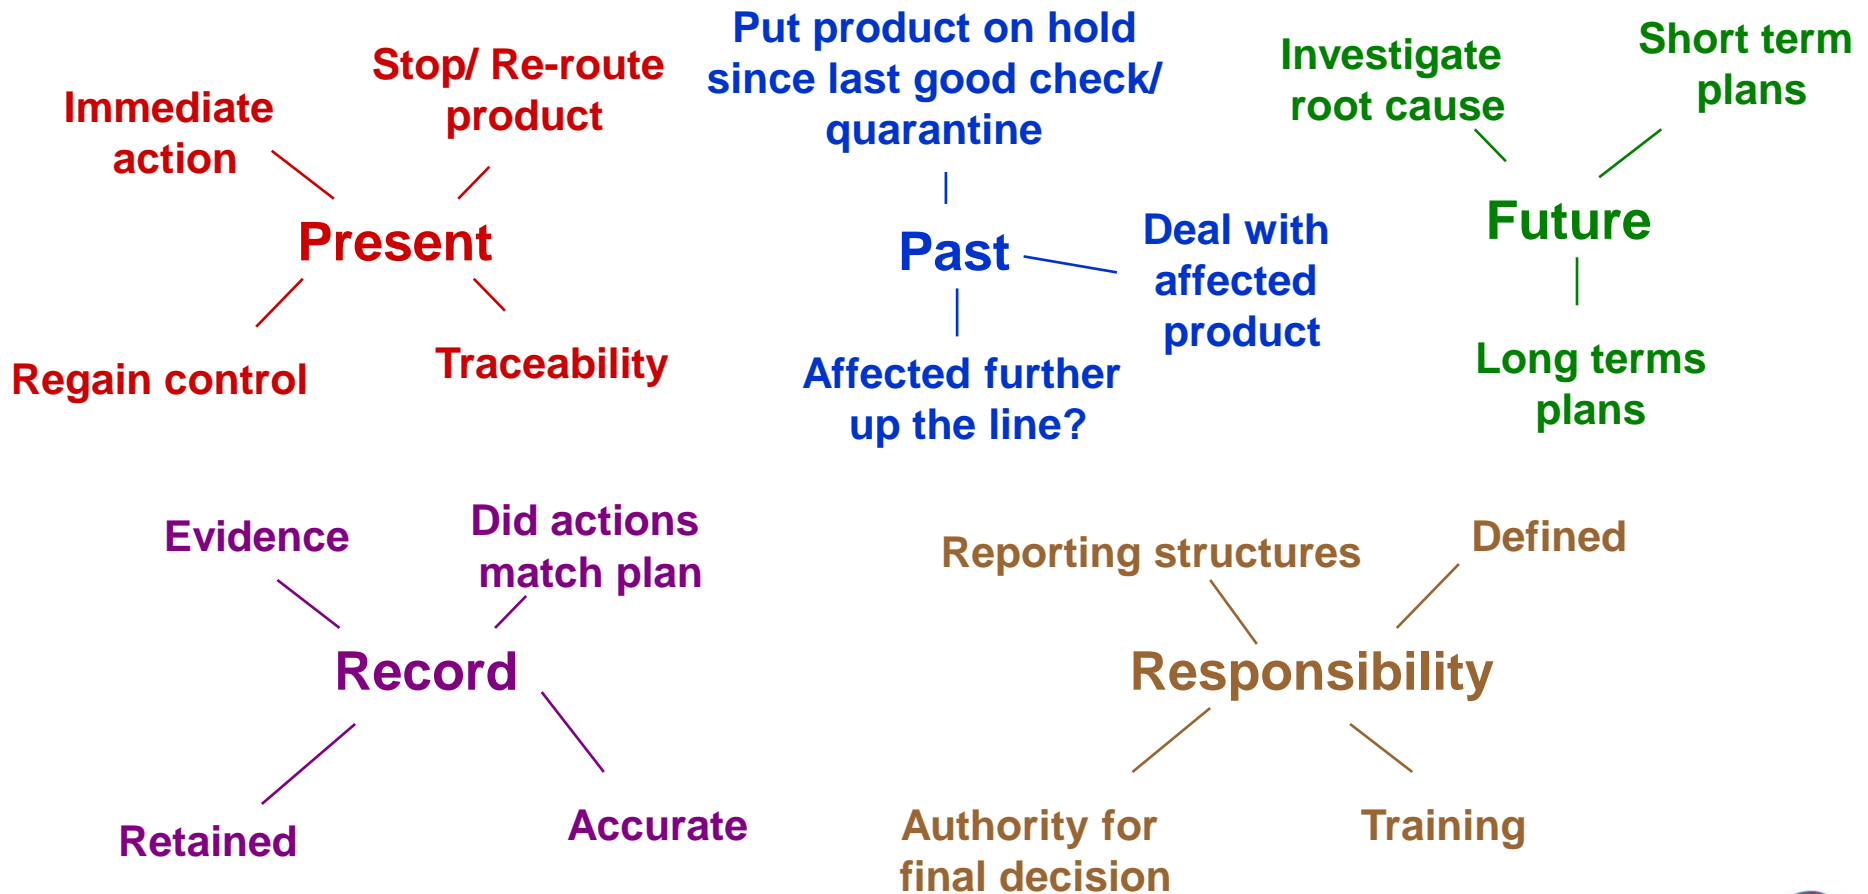 Immediate
action
Stop/ Re-route
product
Present
Regain control
Traceability
Put product on hold
since last good check/
quarantine
Past
Deal with
affected
product
Affected further
up the line?
Investigate
root cause
Short term
plans
Future
Long terms
plans
Evidence
Did actions
match plan
Record
Retained
Accurate
Reporting structures
Defined
Responsibility
Authority for
final decision
Training